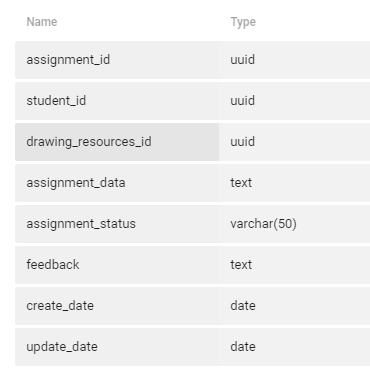 Name Type
assignment_id uuid
student_id uuid
drawing_resources_id uuid
assignment_data text
assignment_status varchar(50)
feedback text
create_date date
update_date date